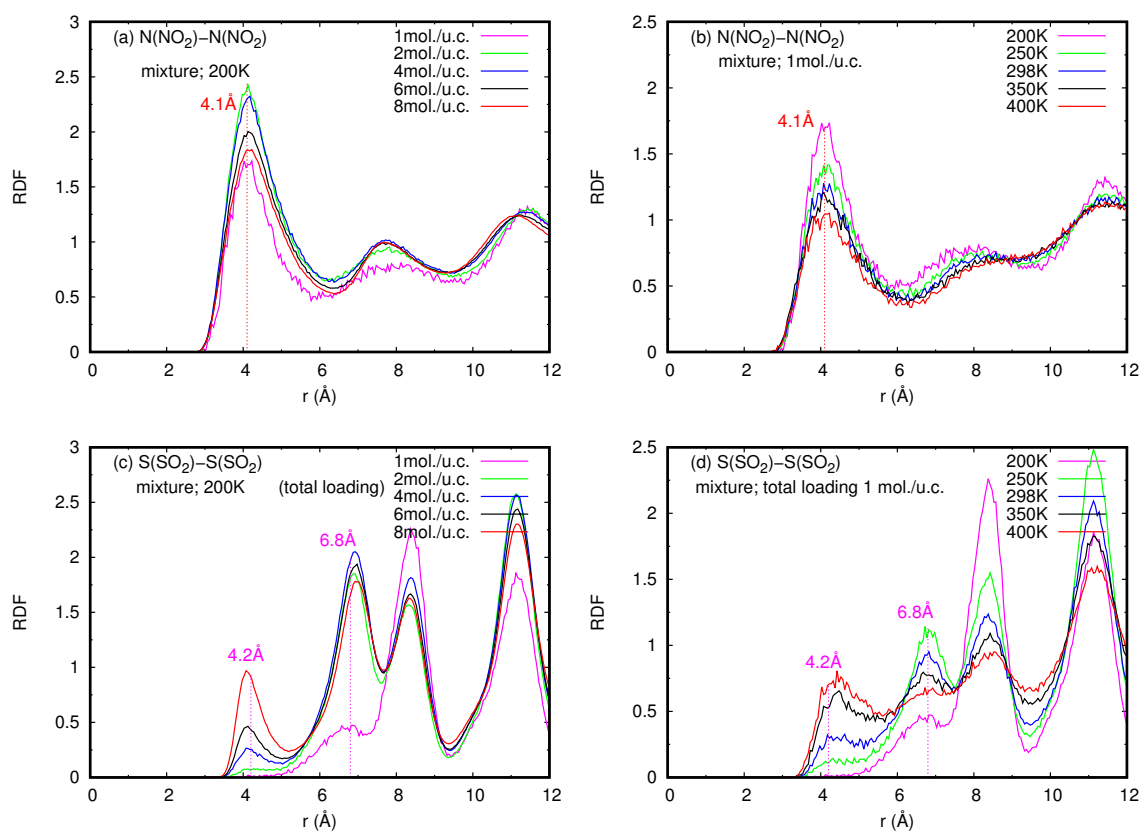 (a) N(NO₂)−N(NO₂)
mixture; 200K
1mol./u.c.
2mol./u.c.
4mol./u.c.
6mol./u.c.
8mol./u.c.
4.1Å
RDF
3
2.5
2
1.5
1
0.5
0
0 2 4 6 8 10 12
r (Å)
(b) N(NO₂)−N(NO₂)
mixture; 1mol./u.c.
200K
250K
298K
350K
400K
4.1Å
RDF
2.5
2
1.5
1
0.5
0
0 2 4 6 8 10 12
r (Å)
(c) S(SO₂)−S(SO₂)
mixture; 200K (total loading)
1mol./u.c.
2mol./u.c.
4mol./u.c.
6mol./u.c.
8mol./u.c.
6.8Å
4.2Å
RDF
3
2.5
2
1.5
1
0.5
0
0 2 4 6 8 10 12
r (Å)
(d) S(SO₂)−S(SO₂)
mixture; total loading 1 mol./u.c.
200K
250K
298K
350K
400K
6.8Å
4.2Å
RDF
2.5
2
1.5
1
0.5
0
0 2 4 6 8 10 12
r (Å)